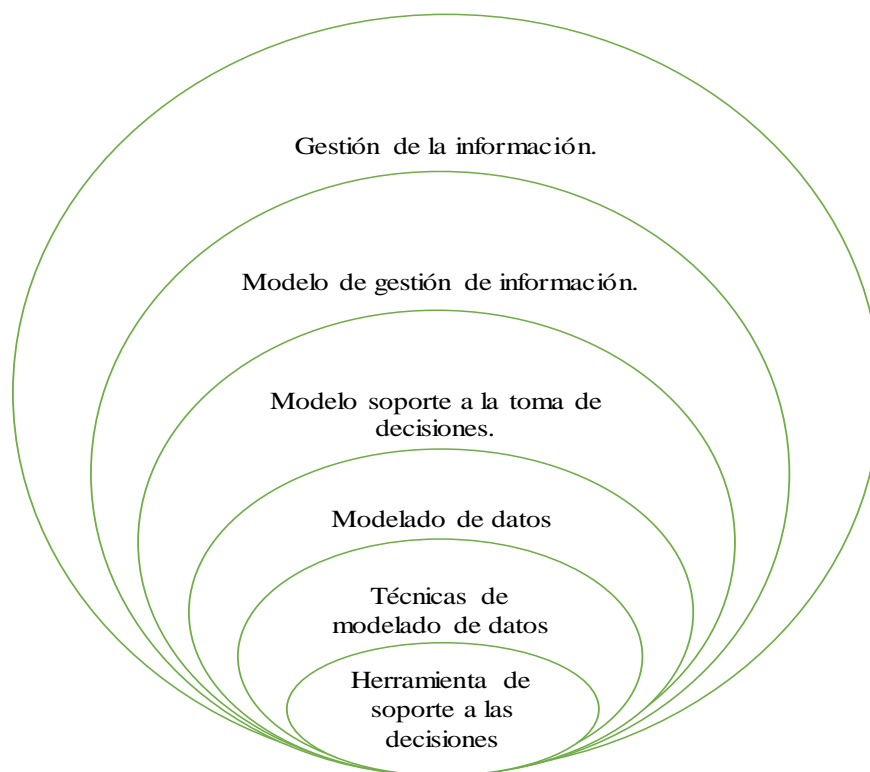 Gestión de la información.
Modelo de gestión de información.
Modelo soporte a la toma de
decisiones.
Modelado de datos
Técnicas de
modelado de datos
Herramienta de
soporte a las
decisiones